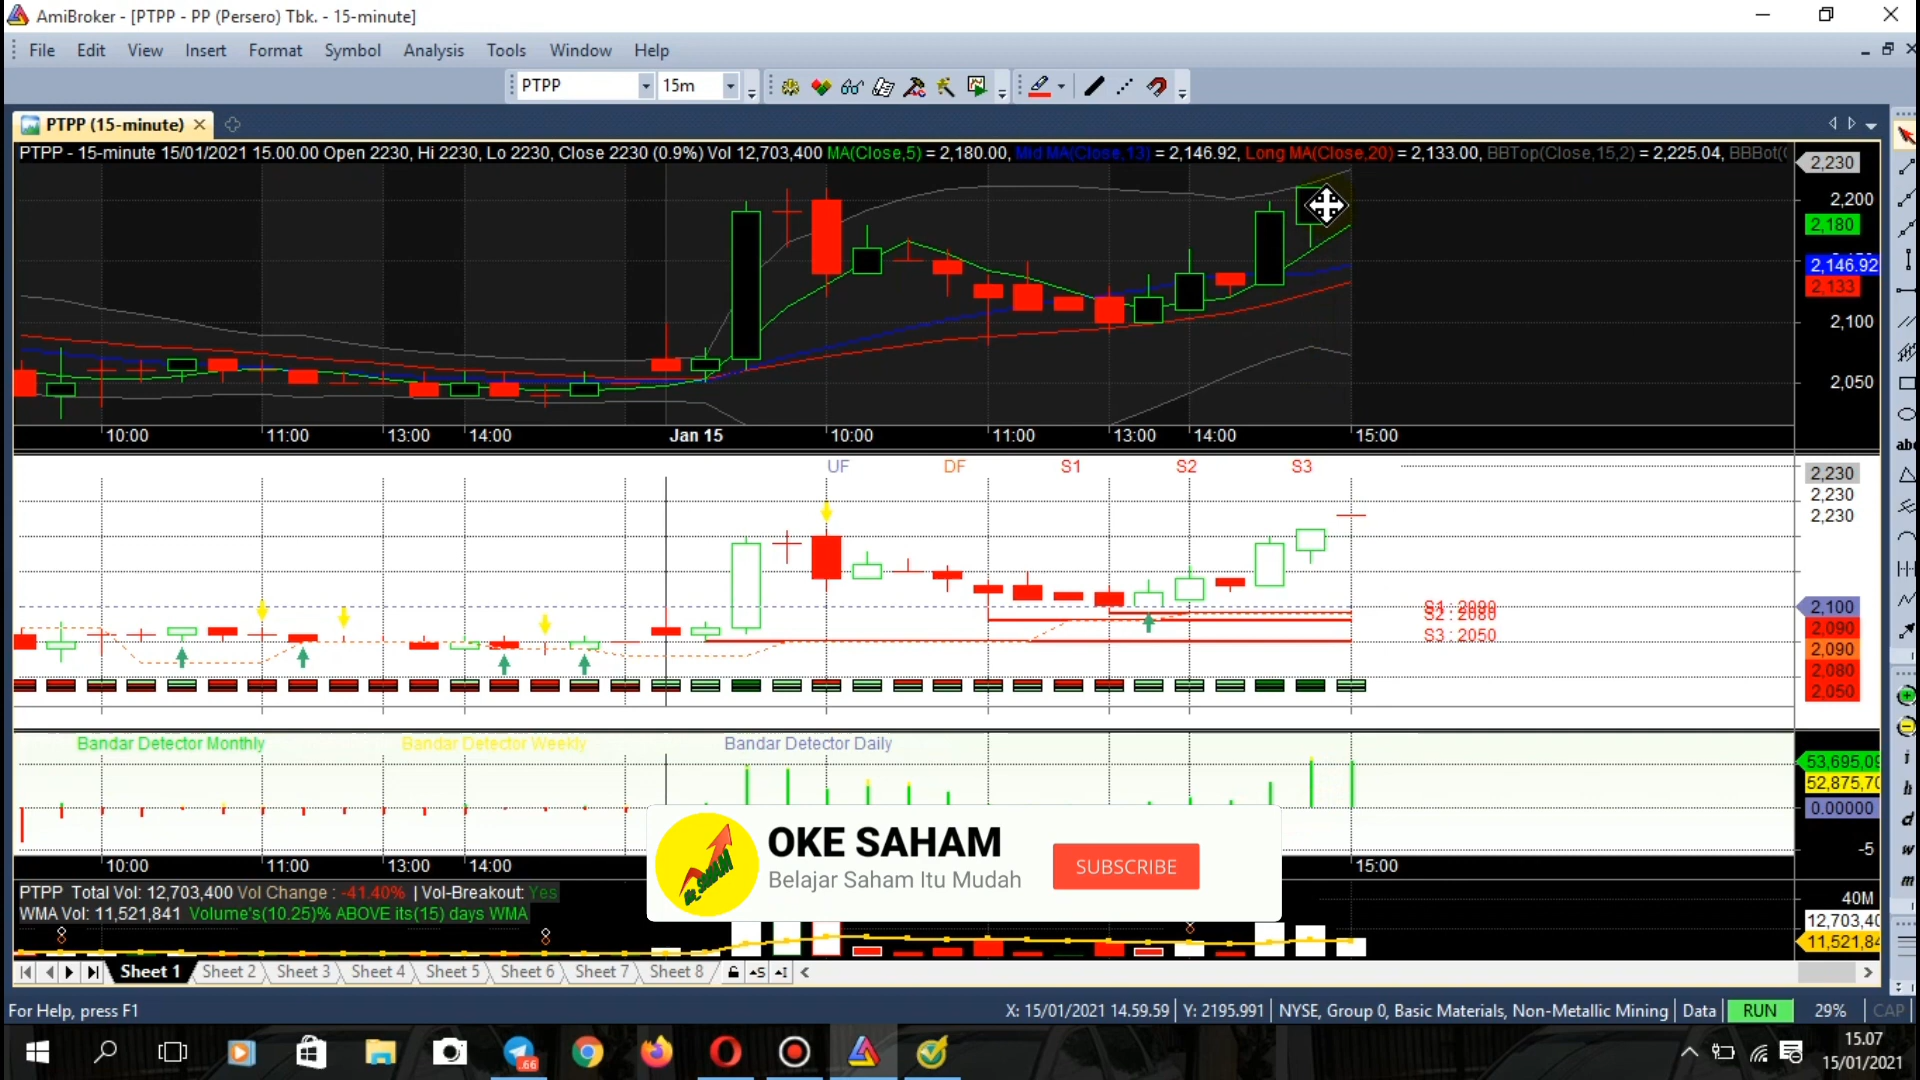 AmiBroker - [PTPP - PP (Persero) Tbk. - 15-minute]
File Edit View Insert Format Symbol Analysis Tools Window Help
PTPP 15m
PTPP (15-minute)
PTPP - 15-minute 15/01/2021 15.00.00 Open 2230, Hi 2230, Lo 2230, Close 2230 (0.9%) Vol 12,703,400 MA(Close,5) = 2,180.00, Mid MA(Close,13) = 2,146.92, Long MA(Close,20) = 2,133.00, BBTop(Close,15,2) = 2,225.04, BBBot(
2,230
2,200
2,180
2,146.92
2,133
2,100
2,050
10:00 11:00 13:00 14:00 Jan 15 10:00 11:00 13:00 14:00 15:00
UF DF S1 S2 S3
2,230
2,230
2,230
S1 : 2090
S2 : 2080
S3 : 2050
2,100
2,090
2,090
2,080
2,050
Bandar Detector Monthly Bandar Detector Weekly Bandar Detector Daily
53,695,09
52,875,70
0.00000
-5
10:00 11:00 13:00 14:00 15:00
OKE SAHAM
Belajar Saham Itu Mudah
SUBSCRIBE
PTPP Total Vol: 12,703,400 Vol Change : -41.40% | Vol-Breakout: Yes
WMA Vol: 11,521,841 Volume's(10.25)% ABOVE its(15) days WMA
40M
12,703,40
11,521,84
Sheet 1 Sheet 2 Sheet 3 Sheet 4 Sheet 5 Sheet 6 Sheet 7 Sheet 8
For Help, press F1
X: 15/01/2021 14.59.59 Y: 2195.991 NYSE, Group 0, Basic Materials, Non-Metallic Mining Data RUN 29% CAP
66
15.07
15/01/2021